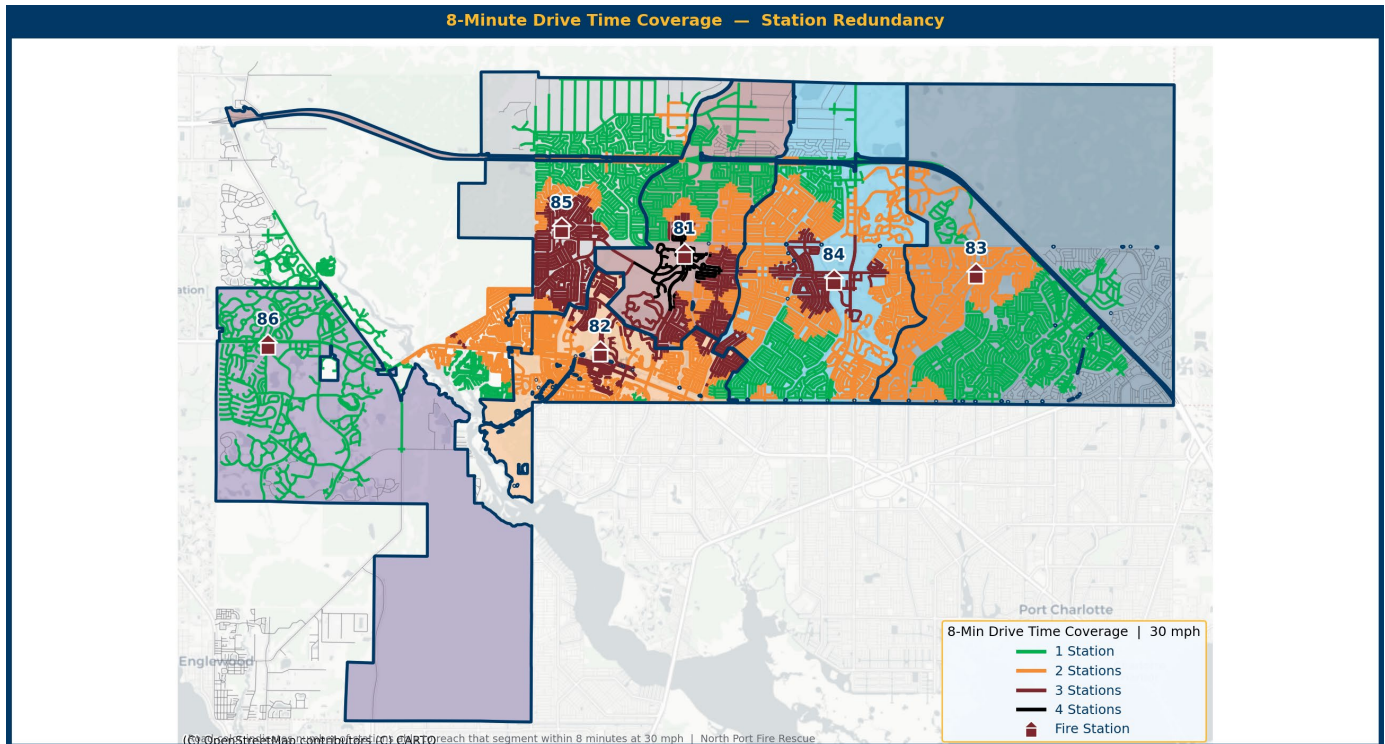 8-Minute Drive Time Coverage — Station Redundancy
85
81
84
83
82
86
ation
Port Charlotte
Englewood
8-Min Drive Time Coverage | 30 mph
1 Station
2 Stations
3 Stations
4 Stations
Fire Station
(C) OpenStreetMap contributors (C) CARTO
reach that segment within 8 minutes at 30 mph | North Port Fire Rescue